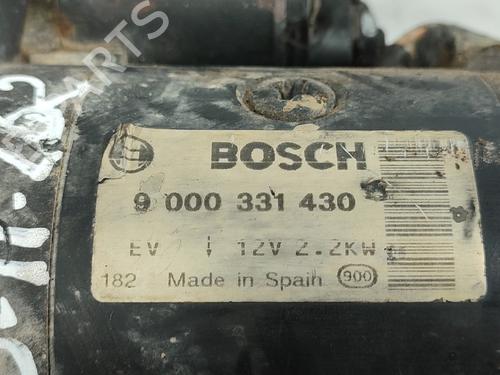 BOSCH
9 000 331 430
EV 12V 2.2KW
182 Made in Spain 900